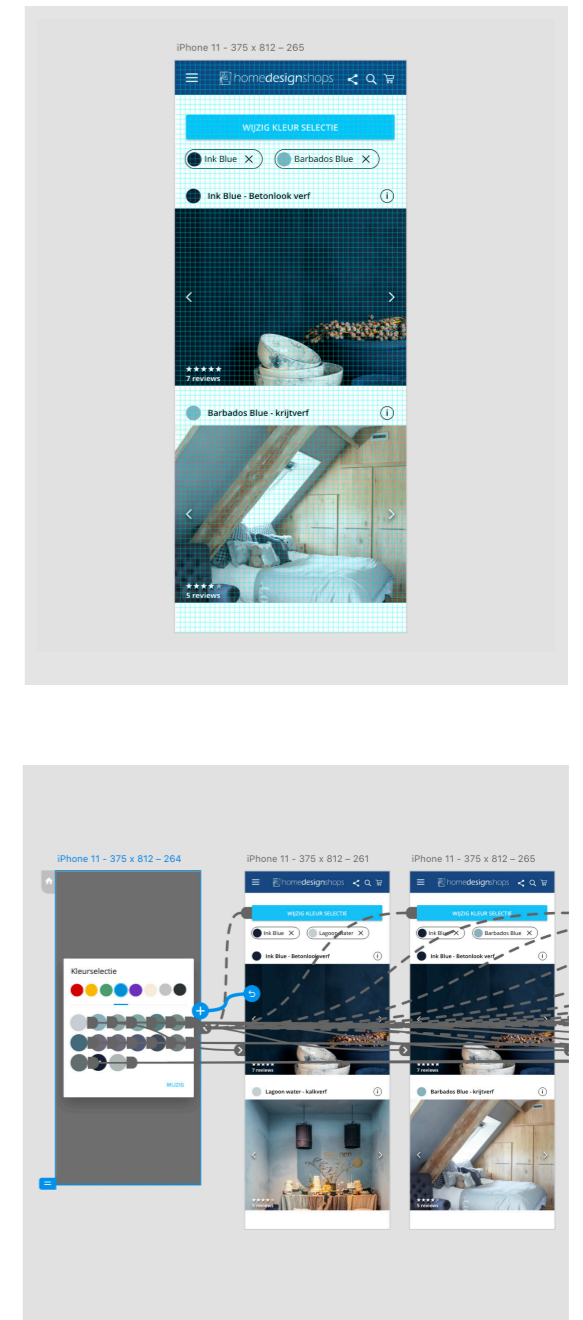 iPhone 11 - 375 x 812 – 265
homedesignshops
WIJZIG KLEUR SELECTIE
Ink Blue X Barbados Blue X
Ink Blue - Betonlook verf i
★★★★★
7 reviews
Barbados Blue - krijtverf i
★★★★
5 reviews
iPhone 11 - 375 x 812 – 264
iPhone 11 - 375 x 812 – 261
iPhone 11 - 375 x 812 – 265
homedesignshops
homedesignshops
WIJZIG KLEUR SELECTIE
WIJZIG KLEUR SELECTIE
Ink Blue X Lagoon water X
Ink Blue X Barbados Blue X
Ink Blue - Betonlook verf i
Ink Blue - Betonlook verf i
Kleurselectie
WIJZIG
7 reviews
7 reviews
Lagoon water - kalkverf i
Barbados Blue - krijtverf i
5 reviews